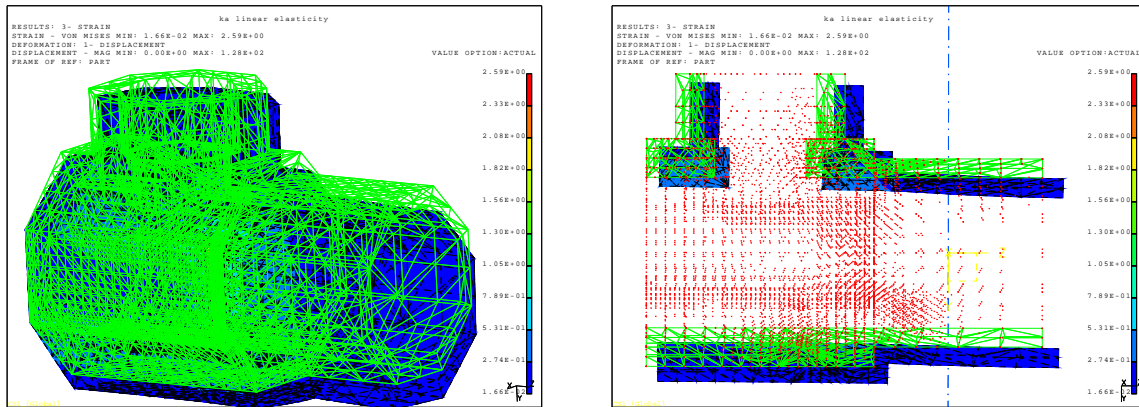 ka linear elasticity
RESULTS: 3- STRAIN
STRAIN - VON MISES MIN: 1.66E-02 MAX: 2.59E+00
DEFORMATION: 1- DISPLACEMENT
DISPLACEMENT - MAG MIN: 0.00E+00 MAX: 1.28E+02
FRAME OF REF: PART
VALUE OPTION:ACTUAL
2.59E+00
2.33E+00
2.08E+00
1.82E+00
1.56E+00
1.30E+00
1.05E+00
7.89E-01
5.31E-01
2.74E-01
1.66E-02
X Z
Y
ka linear elasticity
RESULTS: 3- STRAIN
STRAIN - VON MISES MIN: 1.66E-02 MAX: 2.59E+00
DEFORMATION: 1- DISPLACEMENT
DISPLACEMENT - MAG MIN: 0.00E+00 MAX: 1.28E+02
FRAME OF REF: PART
VALUE OPTION:ACTUAL
2.59E+00
2.33E+00
2.08E+00
1.82E+00
1.56E+00
1.30E+00
1.05E+00
7.89E-01
5.31E-01
2.74E-01
1.66E-02
X Z
Y